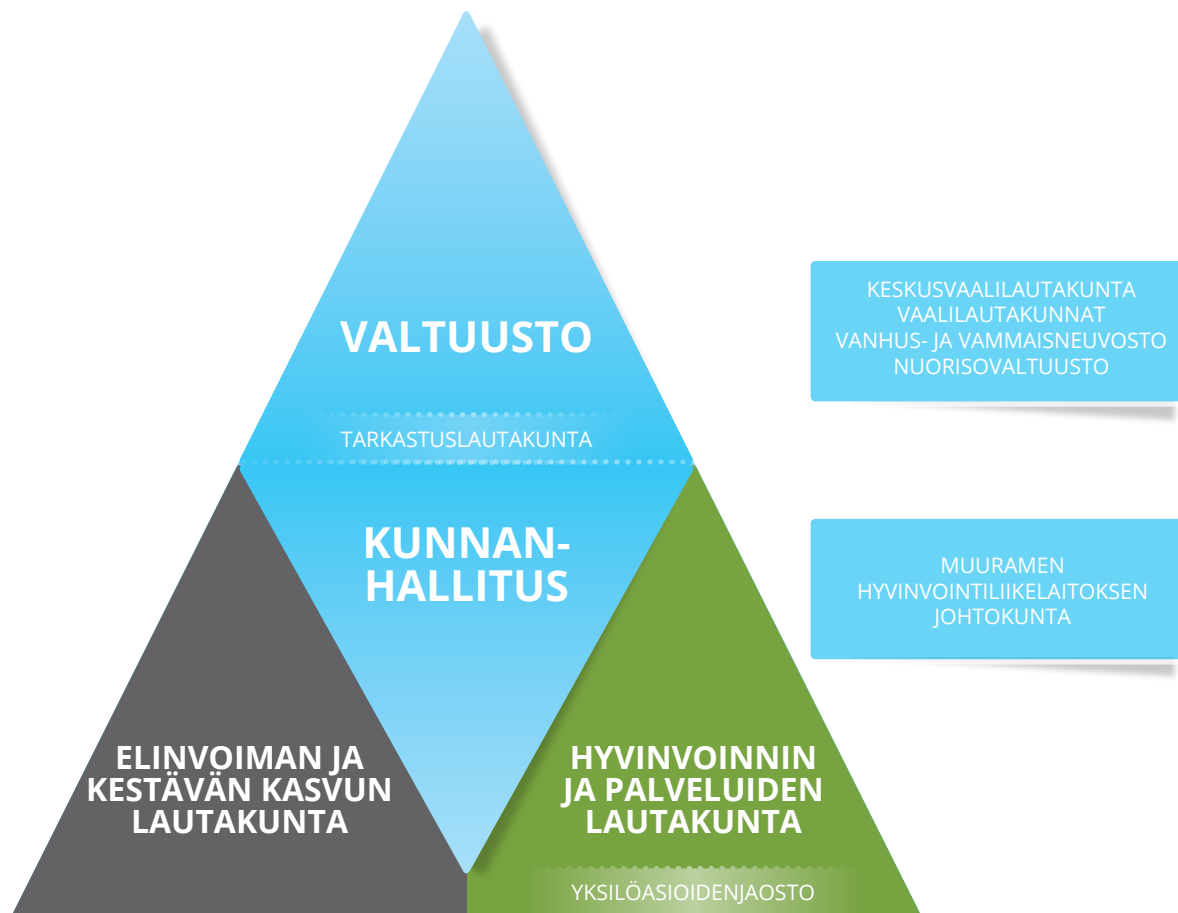 VALTUUSTO
TARKASTUSLAUTAKUNTA
KUNNAN-
HALLITUS
ELINVOIMAN JA
KESTÄVÄN KASVUN
LAUTAKUNTA
HYVINVOINNIN
JA PALVELUIDEN
LAUTAKUNTA
YKSILÖASIOIDENJAOSTO
KESKUSVAALILAUTAKUNTA
VAALILAUTAKUNNAT
VANHUS- JA VAMMAISNEUVOSTO
NUORISOVALTUUSTO
MUURAMEN
HYVINVOINTILIIKELAITOKSEN
JOHTOKUNTA